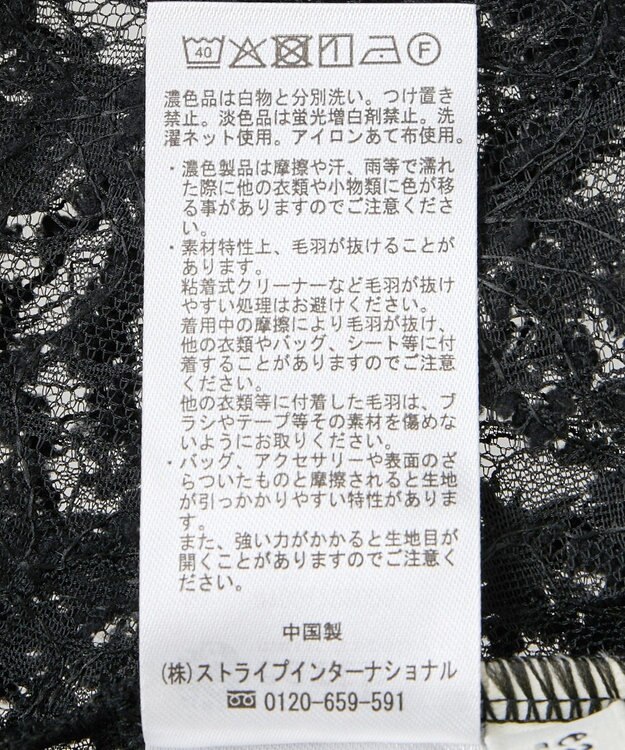 40 F
濃色品は白物と分別洗い。つけ置き
禁止。淡色品は蛍光増白剤禁止。洗
濯ネット使用。アイロンあて布使用。
・濃色製品は摩擦や汗、雨等で濡れ
た際に他の衣類や小物類に色が移
る事がありますのでご注意くださ
い。
・素材特性上、毛羽が抜けることが
あります。
粘着式クリーナーなど毛羽が抜け
やすい処理はお避けください。
着用中の摩擦により毛羽が抜け、
他の衣類やバッグ、シート等に付
着することがありますのでご注意
ください。
他の衣類等に付着した毛羽は、ブ
ラシやテープ等その素材を傷めな
いようにお取りください。
・バッグ、アクセサリーや表面のざ
らついたものと摩擦されると生地
が引っかかりやすい特性がありま
す。
また、強い力がかかると生地目が
開くことがありますのでご注意く
ださい。
中国製
(株)ストライプインターナショナル
0120-659-591